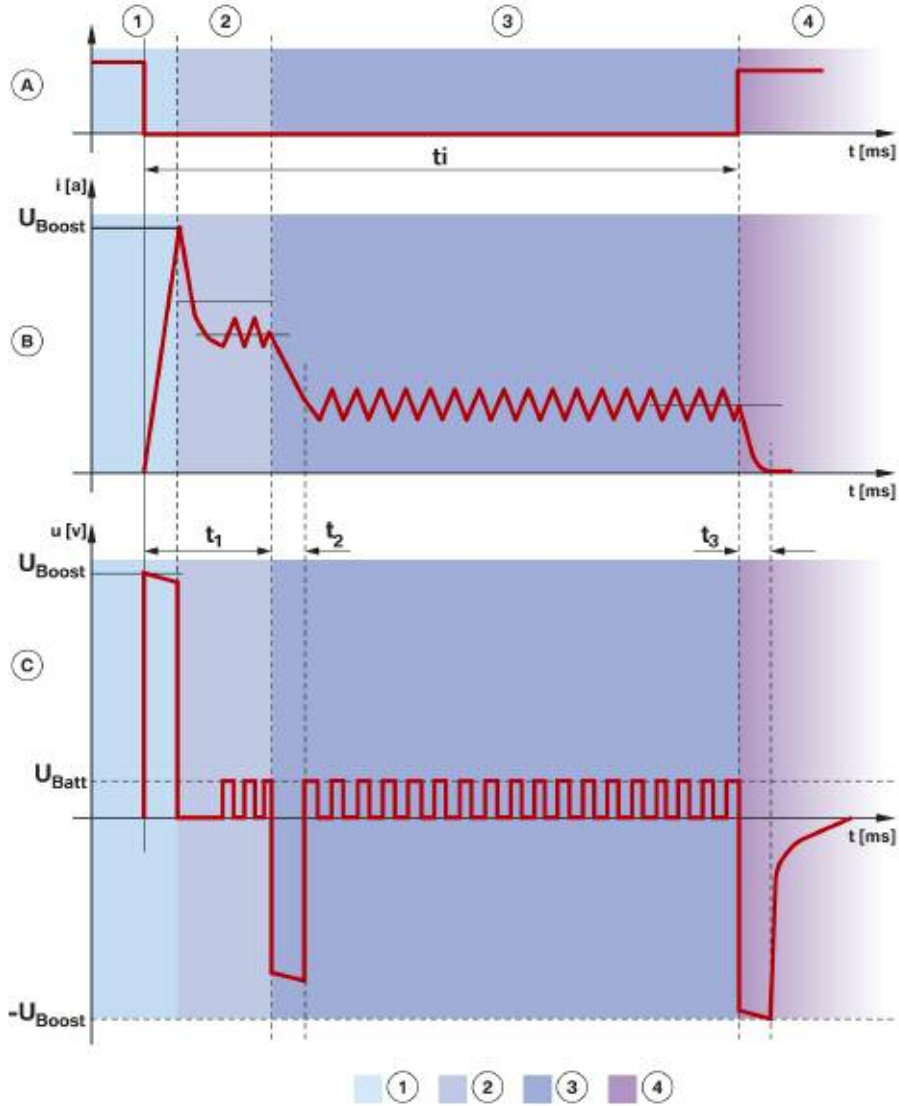 1 2 3 4
A
t [ms]
ti
i [a]
UBoost
B
t [ms]
u [v]
t1 t2 t3
UBoost
C
UBatt
t [ms]
-UBoost
1 2 3 4